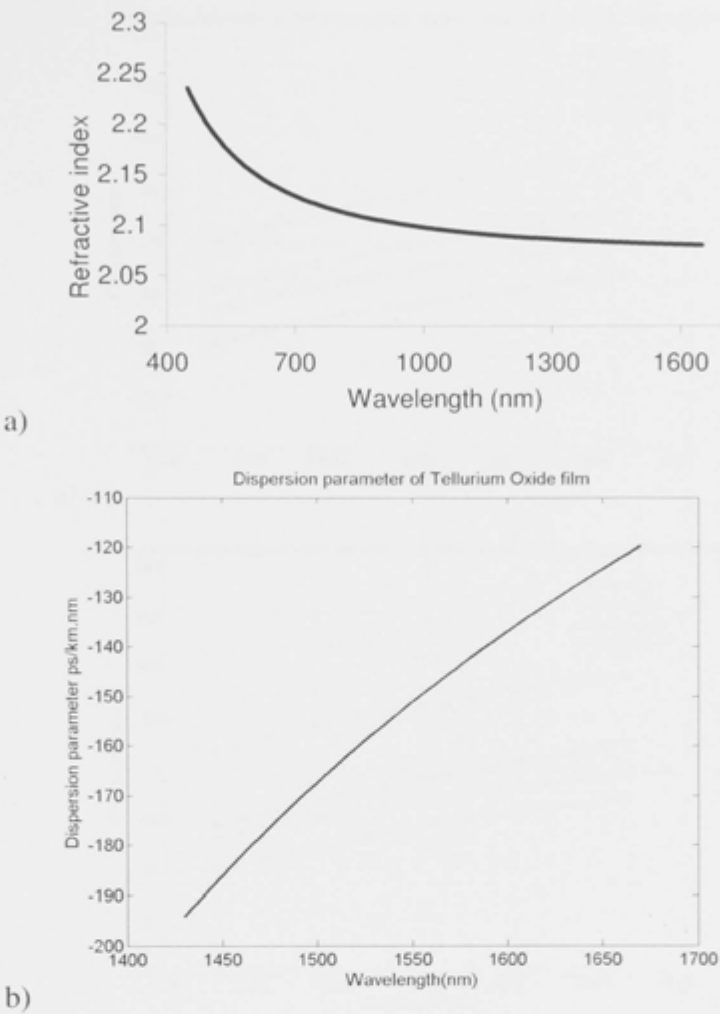 2.3
2.25
2.2
2.15
2.1
2.05
2
Refractive index
400 700 1000 1300 1600
Wavelength (nm)
a)
Dispersion parameter of Tellurium Oxide film
-110
-120
-130
-140
-150
-160
-170
-180
-190
-200
Dispersion parameter ps/km.nm
1400 1450 1500 1550 1600 1650 1700
Wavelength(nm)
b)